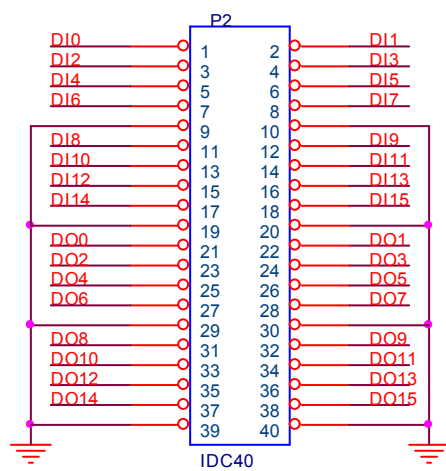 P2
DI0 1 2 DI1
DI2 3 4 DI3
DI4 5 6 DI5
DI6 7 8 DI7
9 10
DI8 11 12 DI9
DI10 13 14 DI11
DI12 15 16 DI13
DI14 17 18 DI15
19 20
DO0 21 22 DO1
DO2 23 24 DO3
DO4 25 26 DO5
DO6 27 28 DO7
29 30
DO8 31 32 DO9
DO10 33 34 DO11
DO12 35 36 DO13
DO14 37 38 DO15
39 40
IDC40